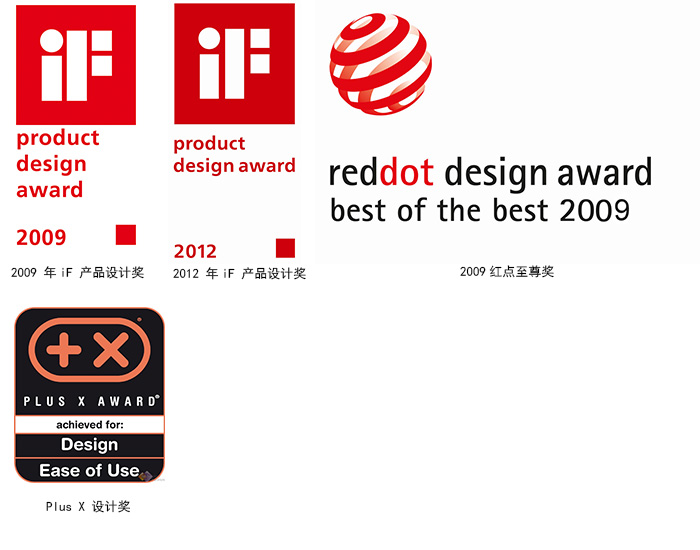 iF
product
design
award
2009
2009 年 iF 产品设计奖
iF
product
design award
2012
2012 年 iF 产品设计奖
reddot design award
best of the best 2009
2009 红点至尊奖
+X®
PLUS X AWARD®
achieved for:
Design
Ease of Use
Plus X 设计奖